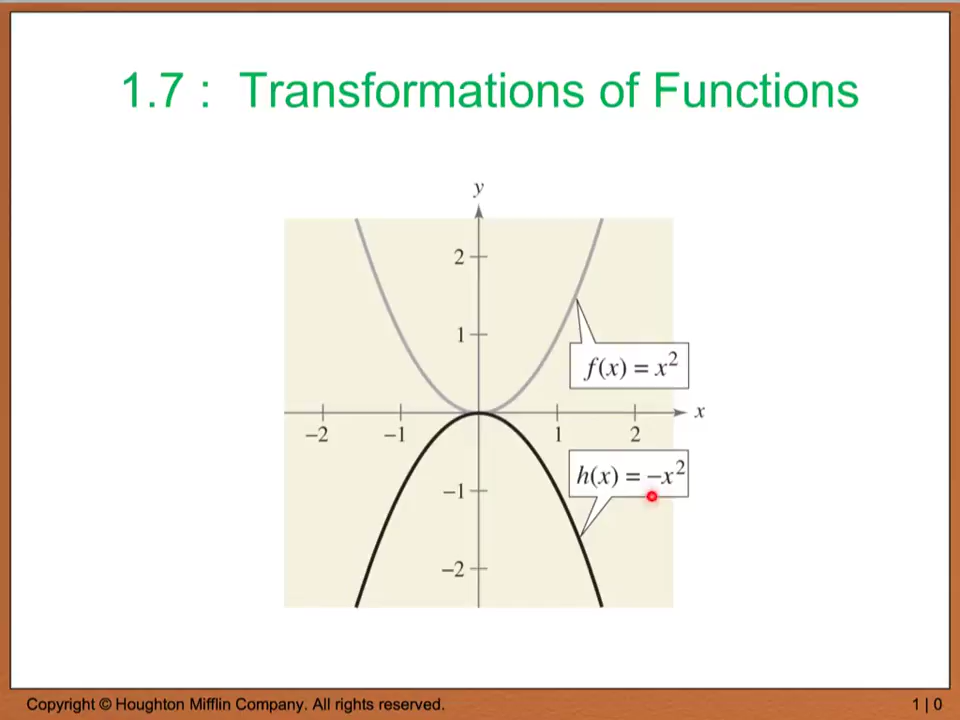 1.7 : Transformations of Functions
y
2
1
f(x) = x²
x
−2 −1 1 2
h(x) = −x²
−1
−2
Copyright © Houghton Mifflin Company. All rights reserved. 1 | 0